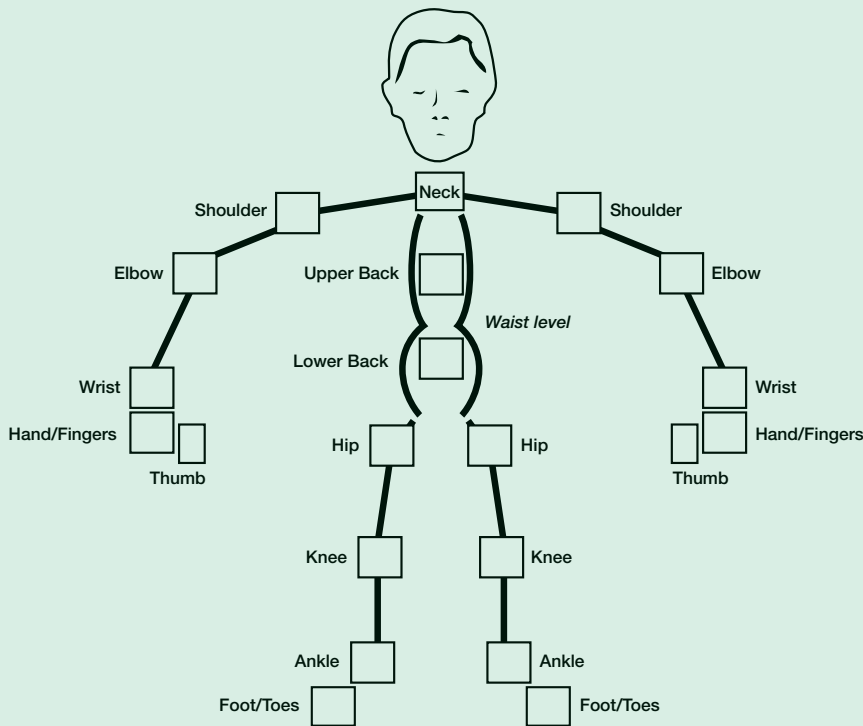 Neck
Shoulder Shoulder
Elbow Upper Back Elbow
Waist level
Lower Back
Wrist Wrist
Hand/Fingers Hand/Fingers
Hip Hip
Thumb Thumb
Knee Knee
Ankle Ankle
Foot/Toes Foot/Toes